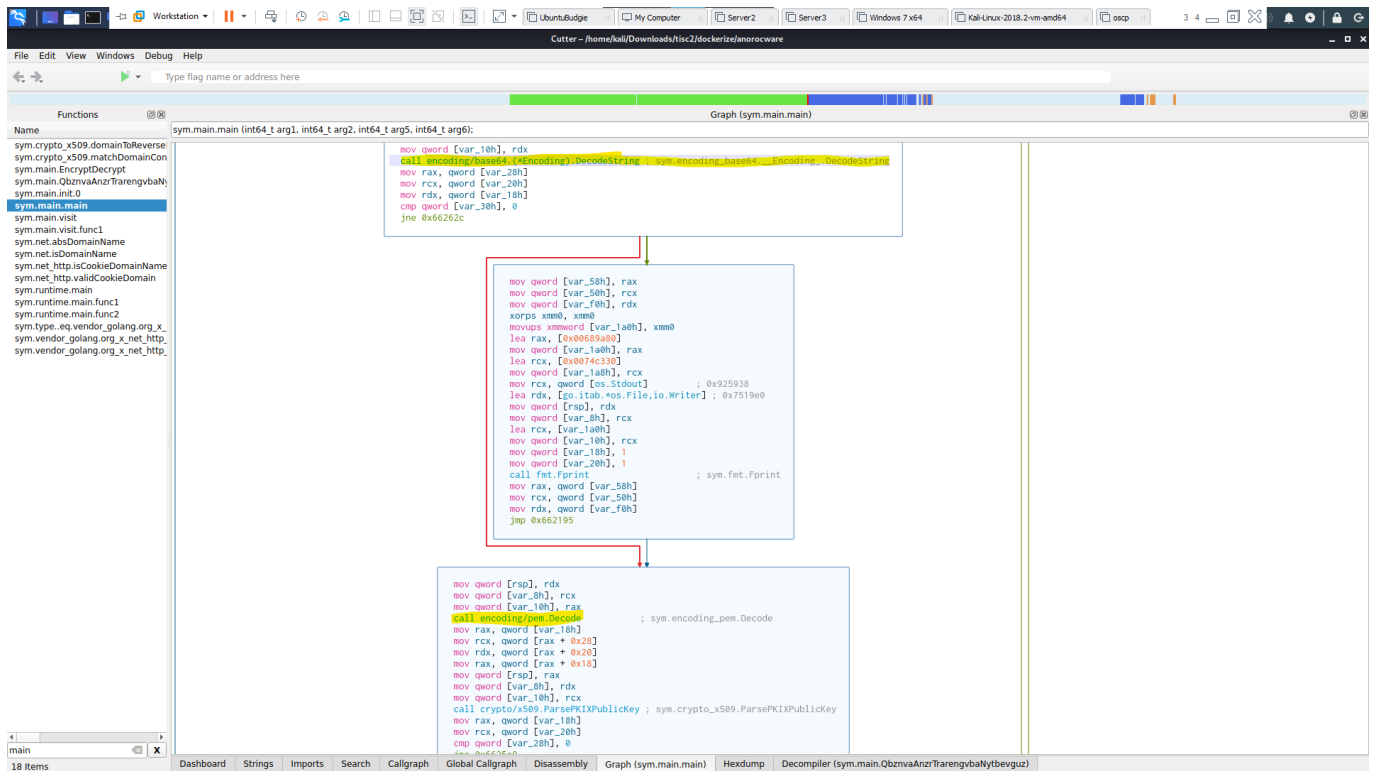 Workstation
UbuntuBudgie
My Computer
Server2
Server3
Windows 7 x64
Kali-Linux-2018.2-vm-amd64
oscp
3 4
Cutter – /home/kali/Downloads/tisc2/dockerize/anorocware
File Edit View Windows Debug Help
Type flag name or address here
Functions
Graph (sym.main.main)
Name
sym.main.main (int64_t arg1, int64_t arg2, int64_t arg5, int64_t arg6);
sym.crypto_x509.domainToReverse
sym.crypto_x509.matchDomainCon
sym.main.EncryptDecrypt
sym.main.QbznvaAnzrTrarengvbaNy
sym.main.init.0
sym.main.main
sym.main.visit
sym.main.visit.func1
sym.net.absDomainName
sym.net.isDomainName
sym.net_http.isCookieDomainName
sym.net_http.validCookieDomain
sym.runtime.main
sym.runtime.main.func1
sym.runtime.main.func2
sym.type..eq.vendor_golang.org_x_
sym.vendor_golang.org_x_net_http_
sym.vendor_golang.org_x_net_http_
mov qword [var_10h], rdx
call encoding/base64.(*Encoding).DecodeString ; sym.encoding_base64.__Encoding_.DecodeString
mov rax, qword [var_28h]
mov rcx, qword [var_20h]
mov rdx, qword [var_18h]
cmp qword [var_30h], 0
jne 0x66262c
mov qword [var_58h], rax
mov qword [var_50h], rcx
mov qword [var_f0h], rdx
xorps xmm0, xmm0
movups xmmword [var_1a0h], xmm0
lea rax, [0x00689a80]
mov qword [var_1a0h], rax
lea rcx, [0x0074c330]
mov qword [var_1a8h], rcx
mov rcx, qword [os.Stdout] ; 0x925938
lea rdx, [go.itab.*os.File,io.Writer] ; 0x7519e0
mov qword [rsp], rdx
mov qword [var_8h], rcx
lea rcx, [var_1a0h]
mov qword [var_10h], rcx
mov qword [var_18h], 1
mov qword [var_20h], 1
call fmt.Fprint ; sym.fmt.Fprint
mov rax, qword [var_58h]
mov rcx, qword [var_50h]
mov rdx, qword [var_f0h]
jmp 0x662195
mov qword [rsp], rdx
mov qword [var_8h], rcx
mov qword [var_10h], rax
call encoding/pem.Decode ; sym.encoding_pem.Decode
mov rax, qword [var_18h]
mov rcx, qword [rax + 0x28]
mov rdx, qword [rax + 0x20]
mov rax, qword [rax + 0x18]
mov qword [rsp], rax
mov qword [var_8h], rdx
mov qword [var_10h], rcx
call crypto/x509.ParsePKIXPublicKey ; sym.crypto_x509.ParsePKIXPublicKey
mov rax, qword [var_18h]
mov rcx, qword [var_20h]
cmp qword [var_28h], 0
main
X
18 Items
Dashboard Strings Imports Search Callgraph Global Callgraph Disassembly Graph (sym.main.main) Hexdump Decompiler (sym.main.QbznvaAnzrTrarengvbaNytbevguz)